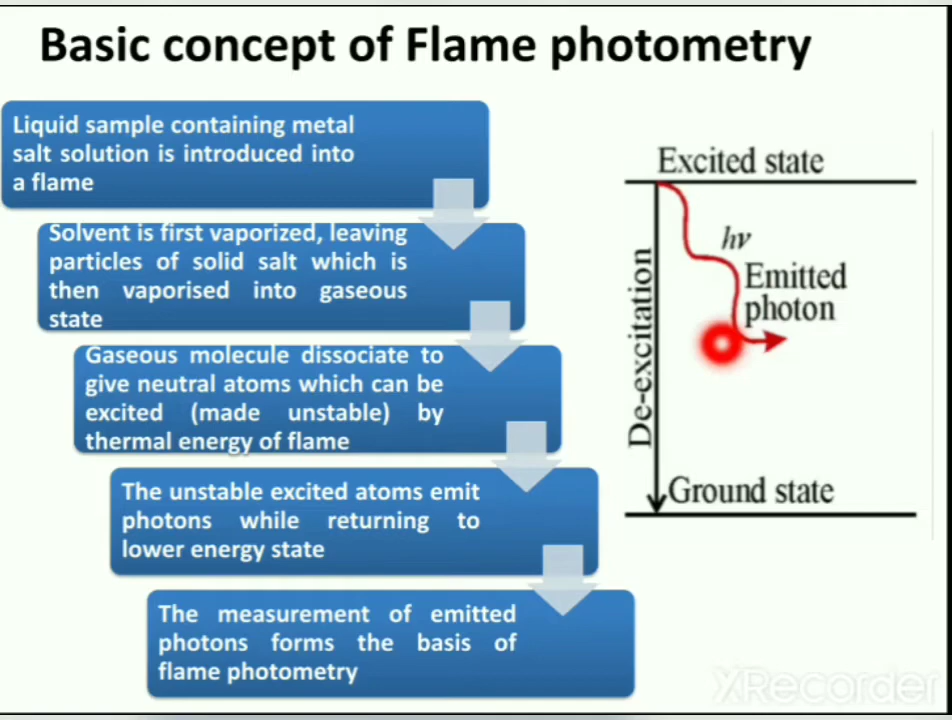 Basic concept of Flame photometry
Liquid sample containing metal
salt solution is introduced into
a flame
Solvent is first vaporized, leaving
particles of solid salt which is
then vaporised into gaseous
state
Gaseous molecule dissociate to
give neutral atoms which can be
excited (made unstable) by
thermal energy of flame
The unstable excited atoms emit
photons while returning to
lower energy state
The measurement of emitted
photons forms the basis of
flame photometry
Excited state
hν
Emitted
photon
De-excitation
Ground state
XRecorder